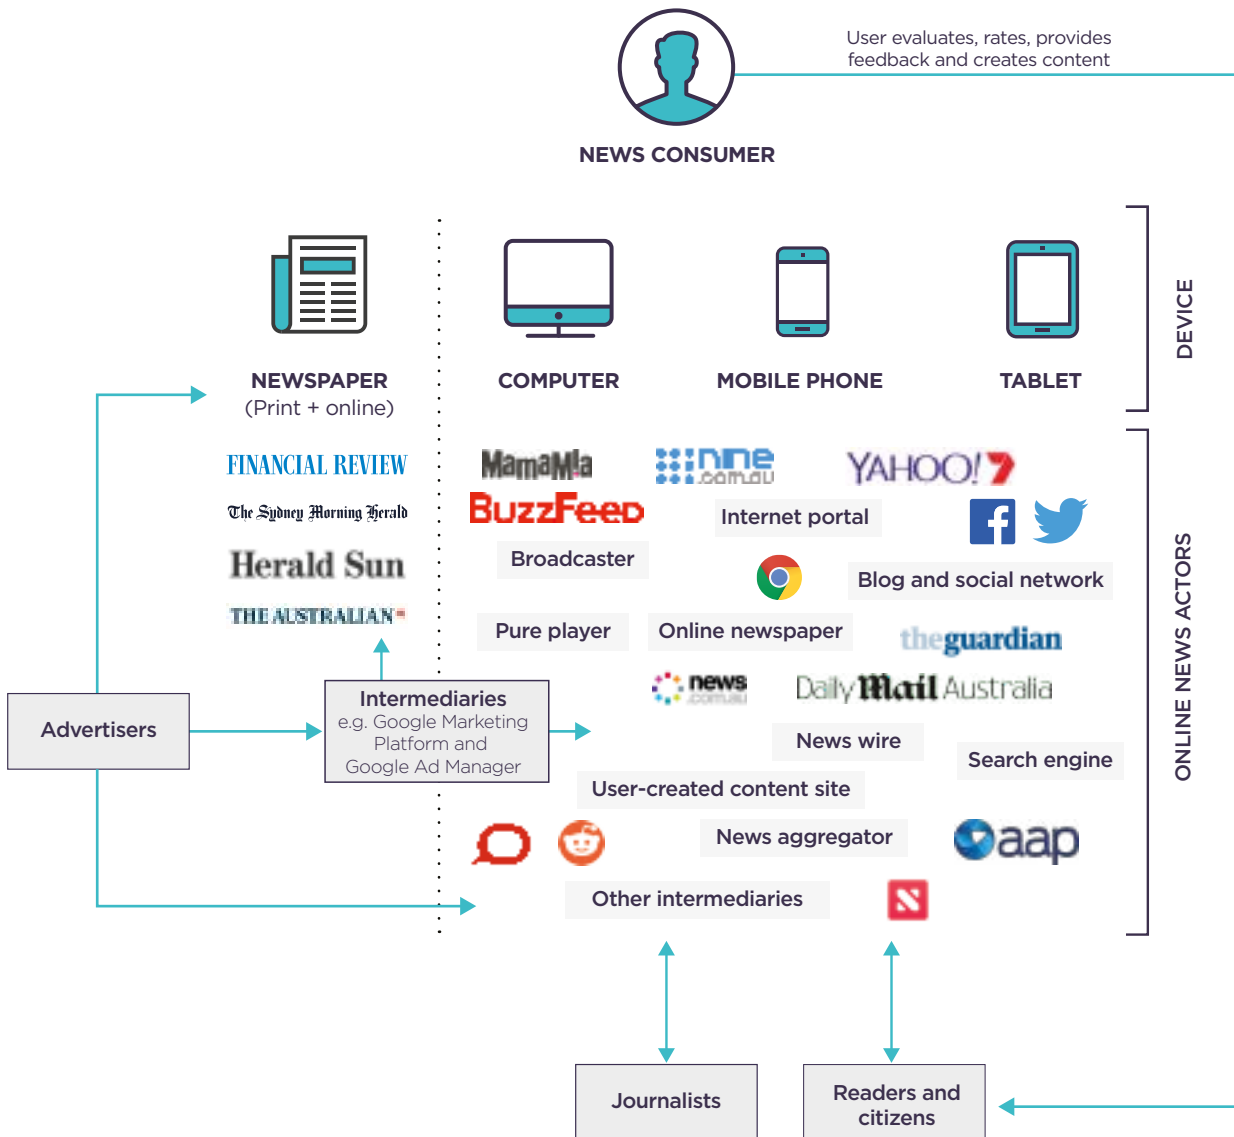 User evaluates, rates, provides
feedback and creates content
NEWS CONSUMER
DEVICE
NEWSPAPER
(Print + online)
COMPUTER
MOBILE PHONE
TABLET
ONLINE NEWS ACTORS
FINANCIAL REVIEW
The Sydney Morning Herald
Herald Sun
THE AUSTRALIAN
MamaMia
BuzzFeed
nine
.com.au
YAHOO!7
Internet portal
f
Broadcaster
Blog and social network
Pure player
Online newspaper
theguardian
news
.com.au
Daily Mail Australia
Advertisers
Intermediaries
e.g. Google Marketing
Platform and
Google Ad Manager
News wire
Search engine
User-created content site
News aggregator
aap
Other intermediaries
N
Journalists
Readers and
citizens